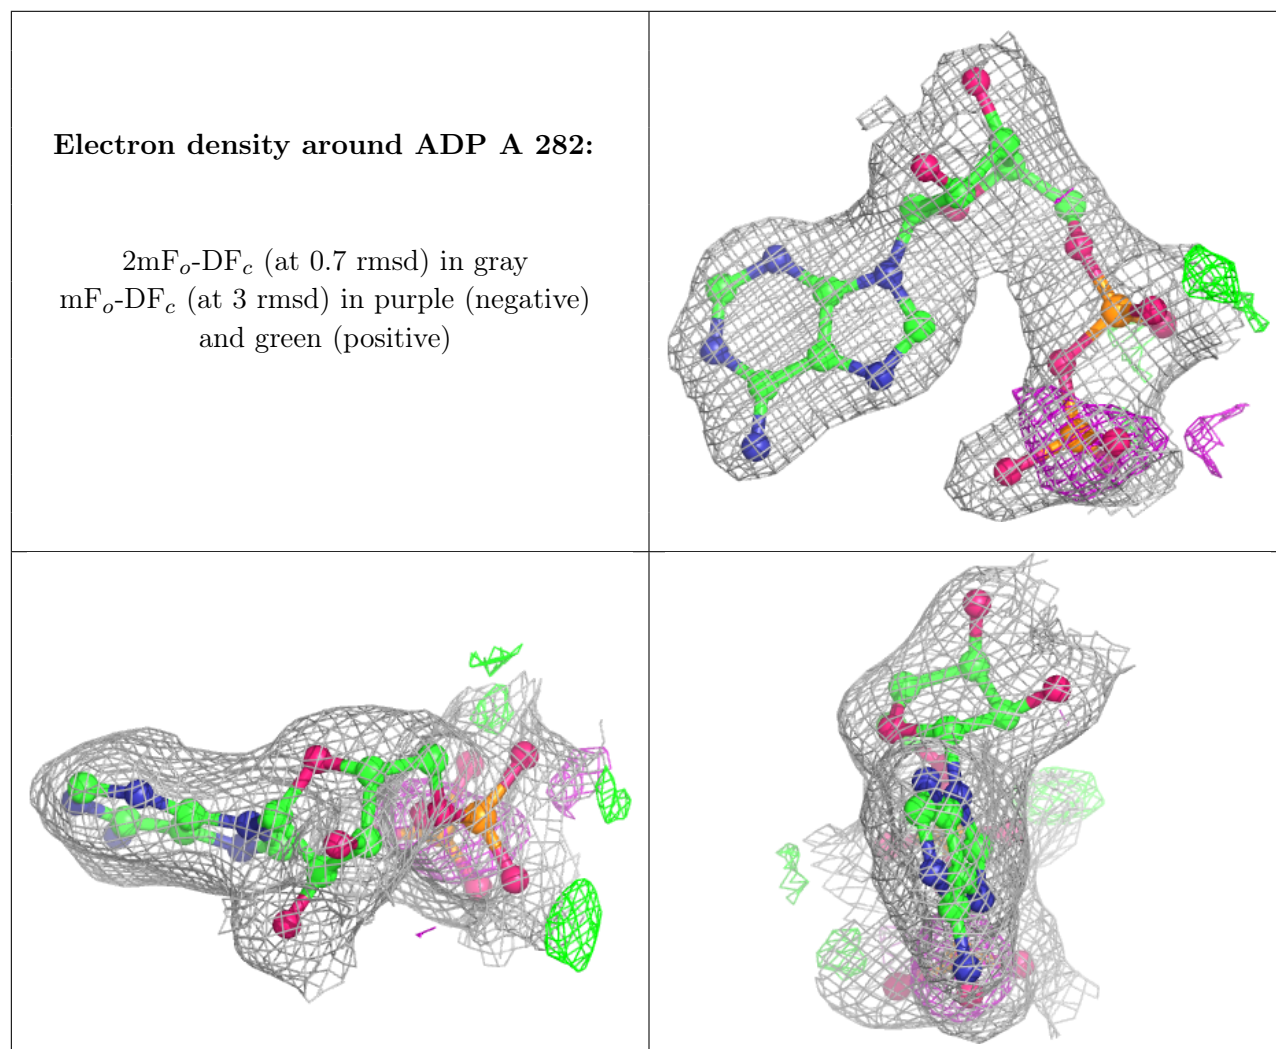 Electron density around ADP A 282:
2mFₒ-DF𝑐 (at 0.7 rmsd) in gray
mFₒ-DF𝑐 (at 3 rmsd) in purple (negative)
and green (positive)